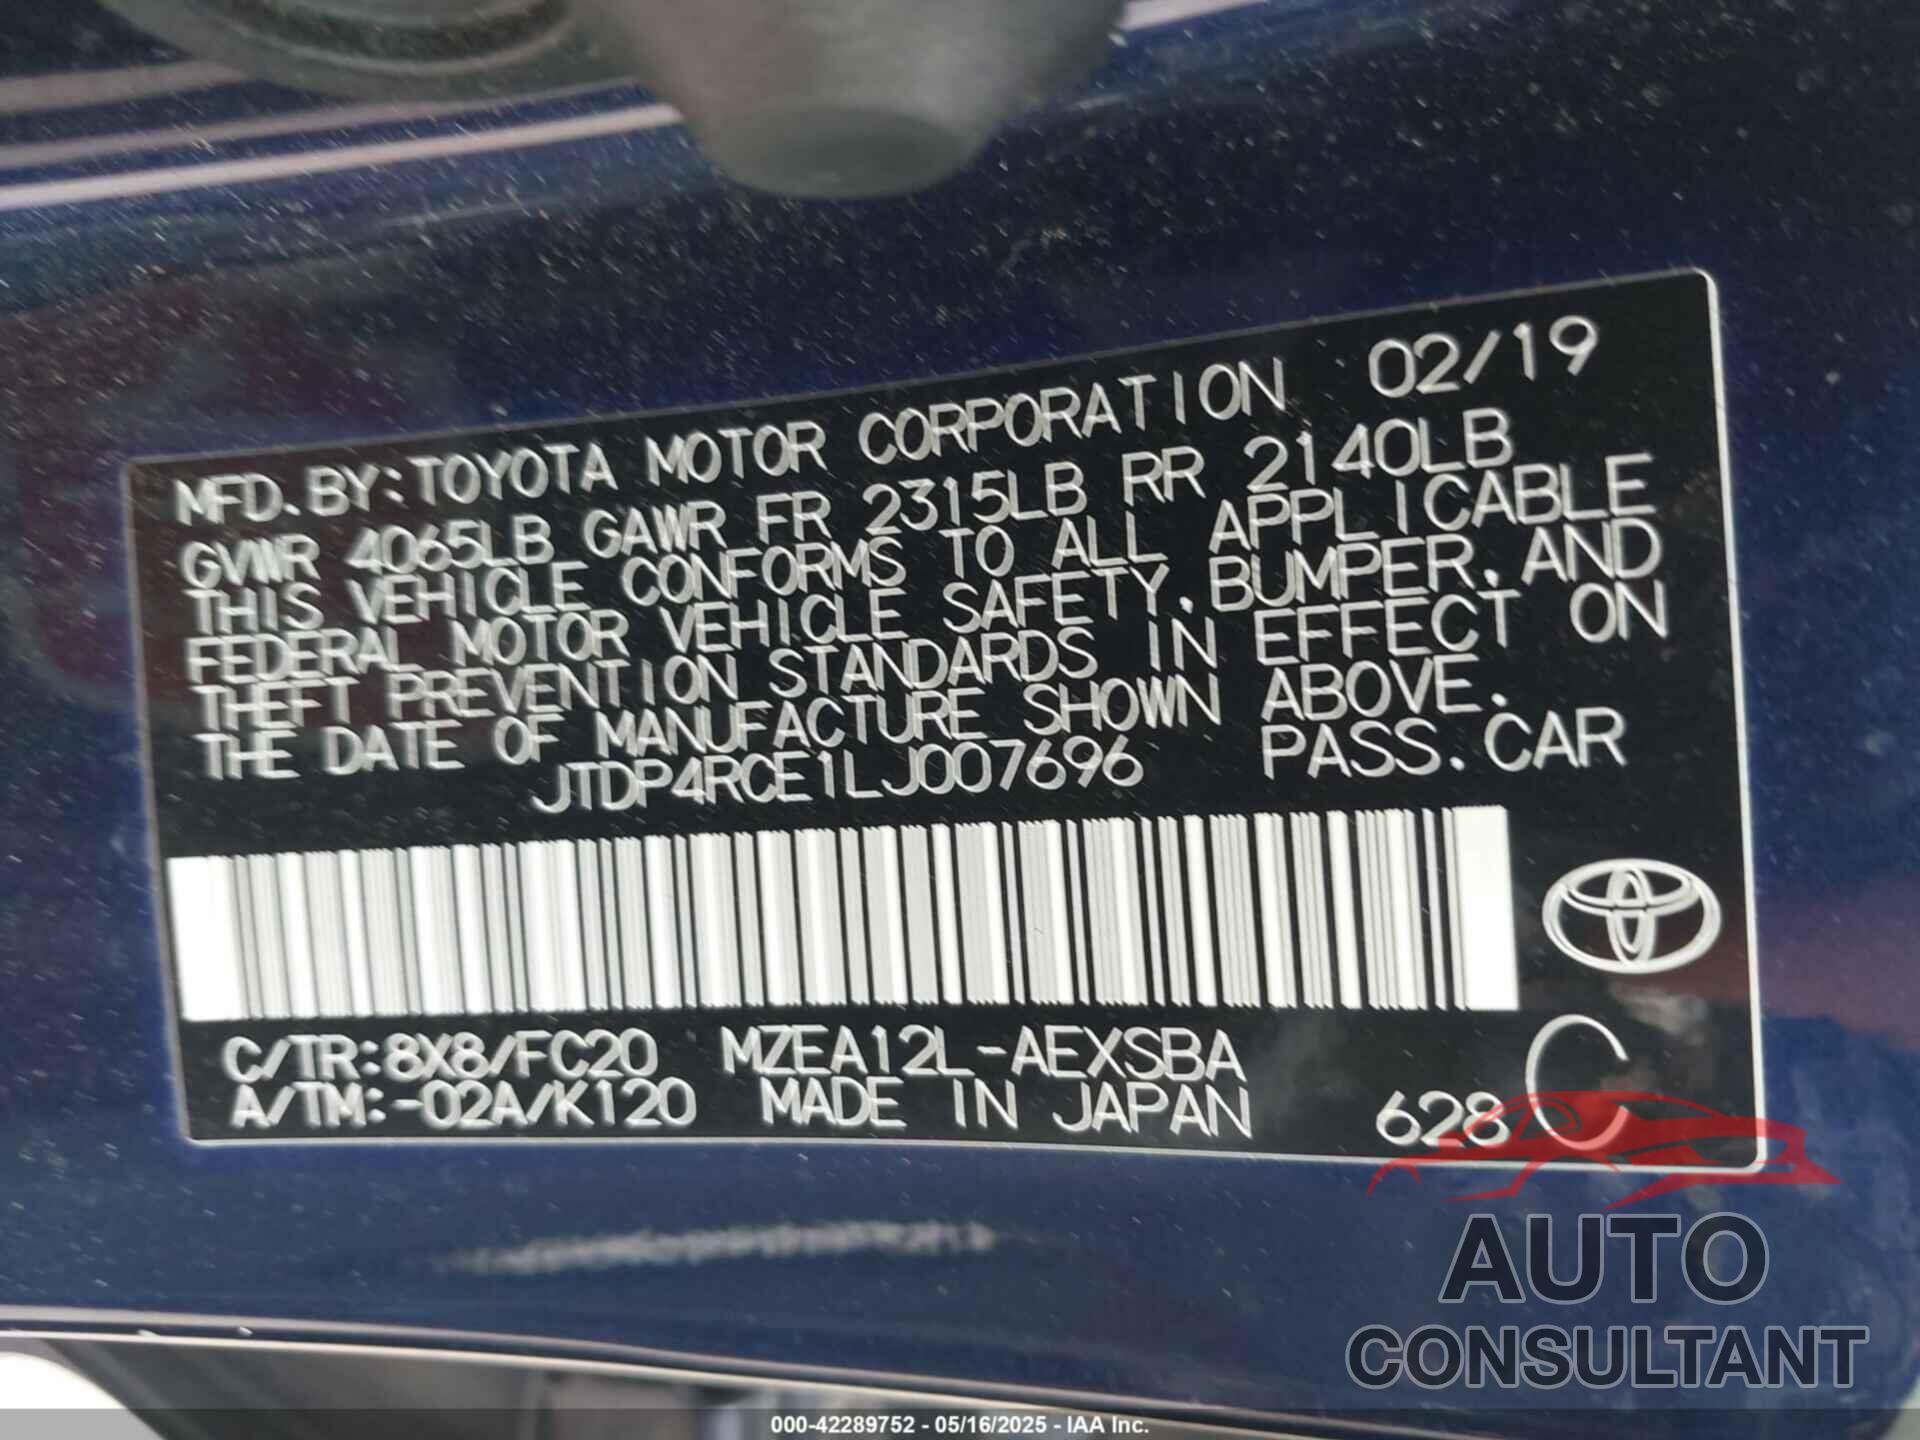 MFD. BY: TOYOTA MOTOR CORPORATION 02/19
GVWR 4065LB GAWR FR 2315LB RR 2140LB
THIS VEHICLE CONFORMS TO ALL APPLICABLE
FEDERAL MOTOR VEHICLE SAFETY, BUMPER, AND
THEFT PREVENTION STANDARDS IN EFFECT ON
THE DATE OF MANUFACTURE SHOWN ABOVE.
JTDP4RCE1LJ007696 PASS. CAR
C/TR:8X8/FC20 MZEA12L-AEXSBA
A/TM:-02A/K120 MADE IN JAPAN 628 C
AUTO
CONSULTANT
000-42289752 - 05/16/2025 - IAA Inc.